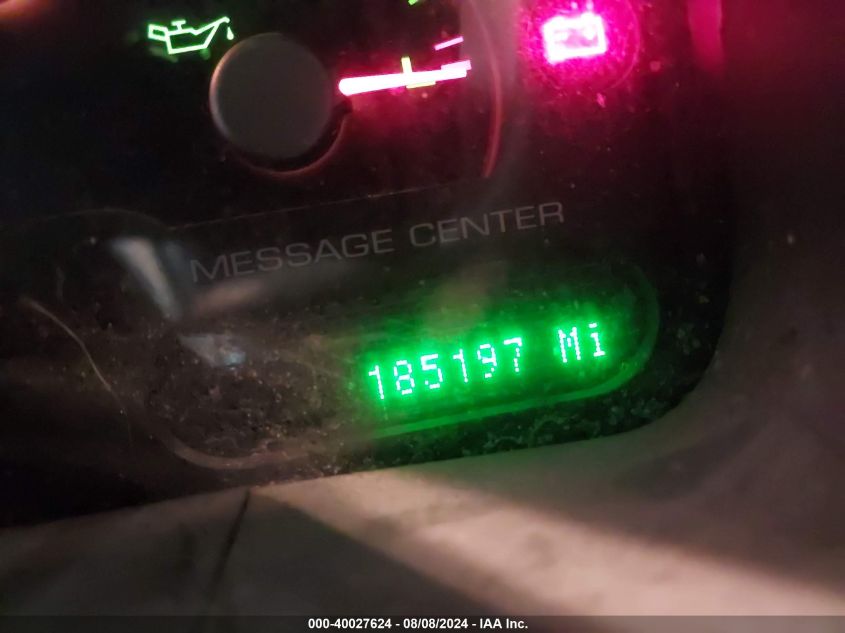 MESSAGE CENTER
185197 Mi
000-40027624 - 08/08/2024 - IAA Inc.